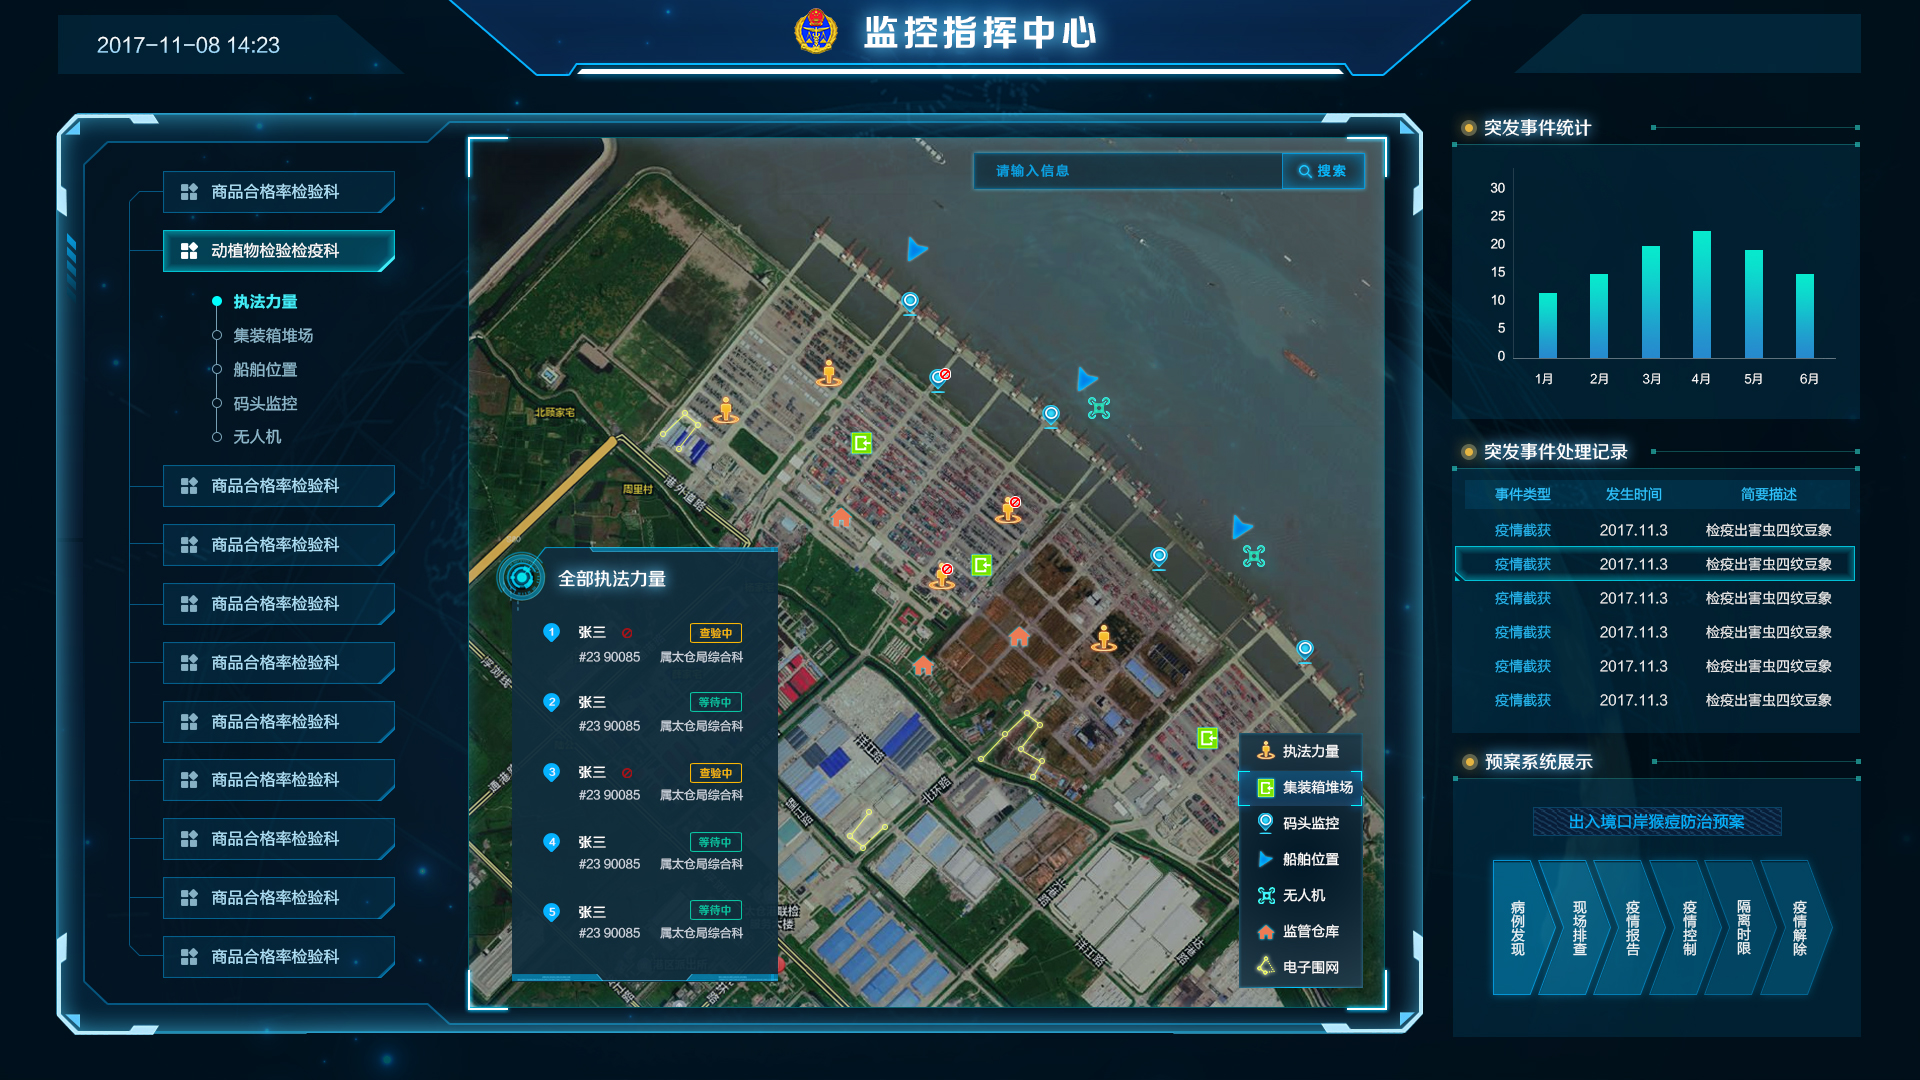 2017-11-08 14:23
监控指挥中心
商品合格率检验科
动植物检验检疫科
执法力量
集装箱堆场
船舶位置
码头监控
无人机
商品合格率检验科
商品合格率检验科
商品合格率检验科
商品合格率检验科
商品合格率检验科
商品合格率检验科
商品合格率检验科
商品合格率检验科
商品合格率检验科
请输入信息
搜索
北顾家宅
周里村
港外道路
浮浏线
洋江路
北环路
洋江路
全部执法力量
1 张三 查验中
#23 90085 属太仓局综合科
2 张三 等待中
#23 90085 属太仓局综合科
3 张三 查验中
#23 90085 属太仓局综合科
4 张三 等待中
#23 90085 属太仓局综合科
5 张三 等待中
#23 90085 属太仓局综合科
执法力量
集装箱堆场
码头监控
船舶位置
无人机
监管仓库
电子围网
突发事件统计
30
25
20
15
10
5
0
1月 2月 3月 4月 5月 6月
突发事件处理记录
事件类型 发生时间 简要描述
疫情截获 2017.11.3 检疫出害虫四纹豆象
疫情截获 2017.11.3 检疫出害虫四纹豆象
疫情截获 2017.11.3 检疫出害虫四纹豆象
疫情截获 2017.11.3 检疫出害虫四纹豆象
疫情截获 2017.11.3 检疫出害虫四纹豆象
疫情截获 2017.11.3 检疫出害虫四纹豆象
预案系统展示
出入境口岸猴痘防治预案
病例发现
现场排查
疫情报告
疫情控制
隔离时限
疫情解除